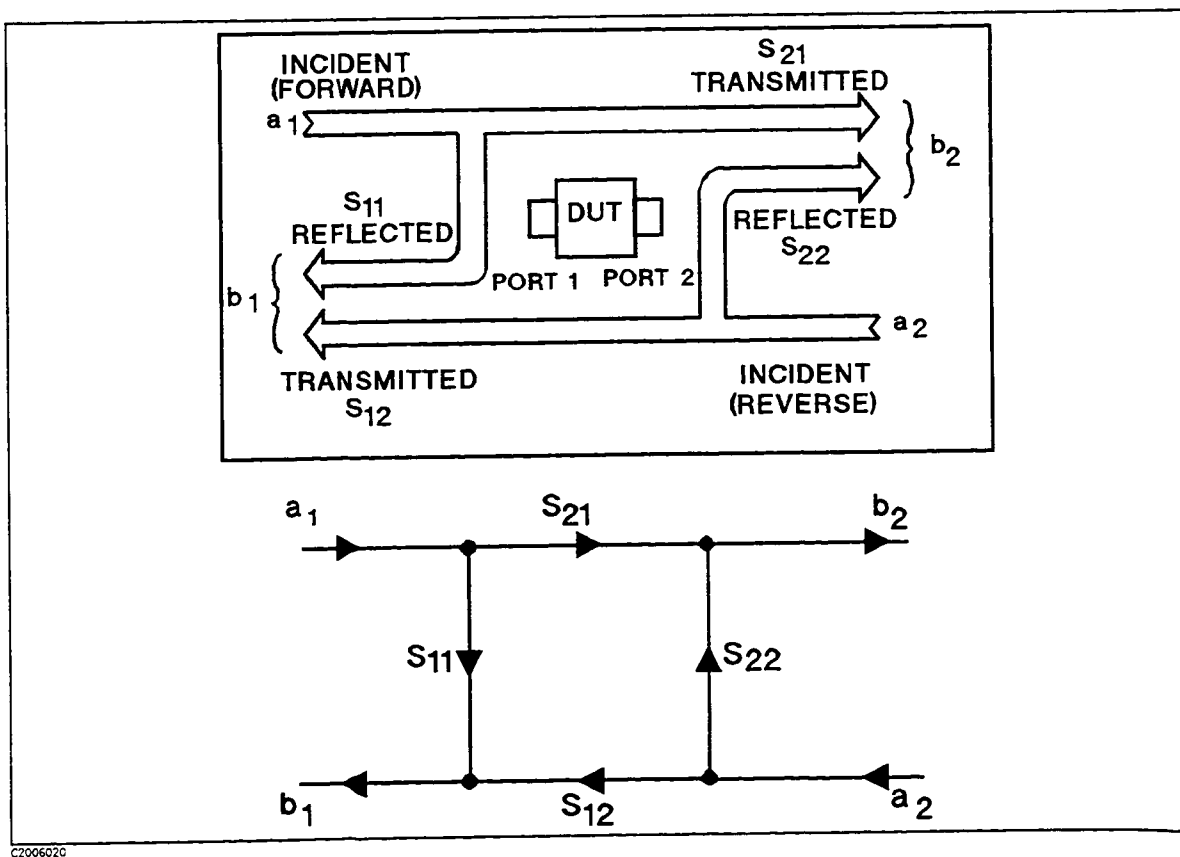 INCIDENT
(FORWARD)
a1
S21
TRANSMITTED
b2
S11
REFLECTED
DUT
REFLECTED
S22
PORT 1 PORT 2
b1
a2
TRANSMITTED
S12
INCIDENT
(REVERSE)
a1
S21
b2
S11
S22
b1
S12
a2
C2006020